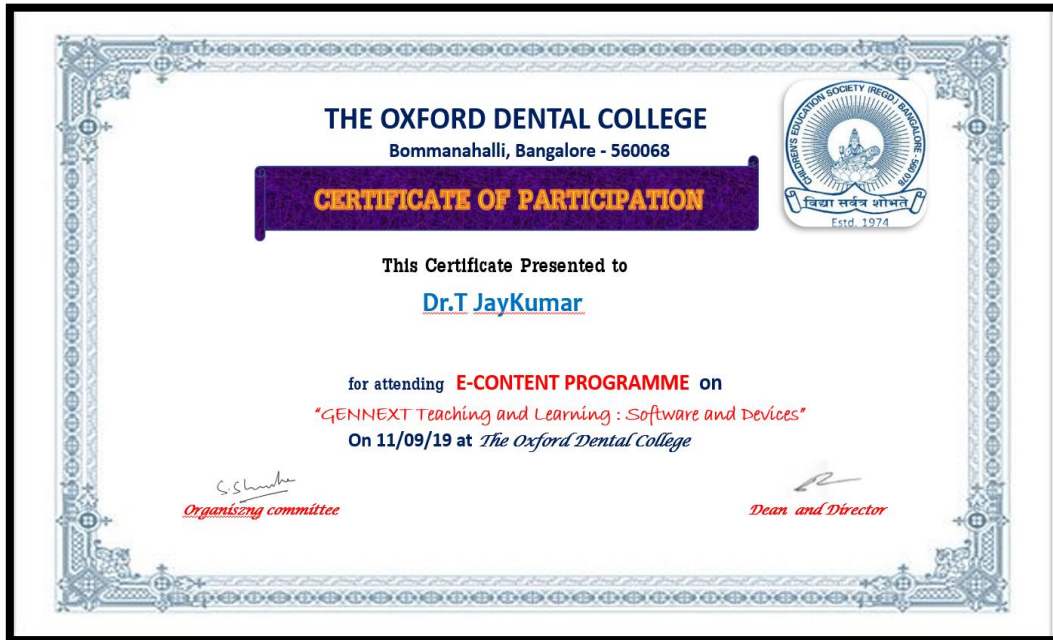 THE OXFORD DENTAL COLLEGE
Bommanahalli, Bangalore - 560068
CHILDREN'S EDUCATION SOCIETY (REGD.) BANGALORE - 560 078
विद्या सर्वत्र शोभते
Estd. 1974
CERTIFICATE OF PARTICIPATION
This Certificate Presented to
Dr.T JayKumar
for attending E-CONTENT PROGRAMME on
"GENNEXT Teaching and Learning : Software and Devices"
On 11/09/19 at The Oxford Dental College
Organiszng committee
Dean and Director